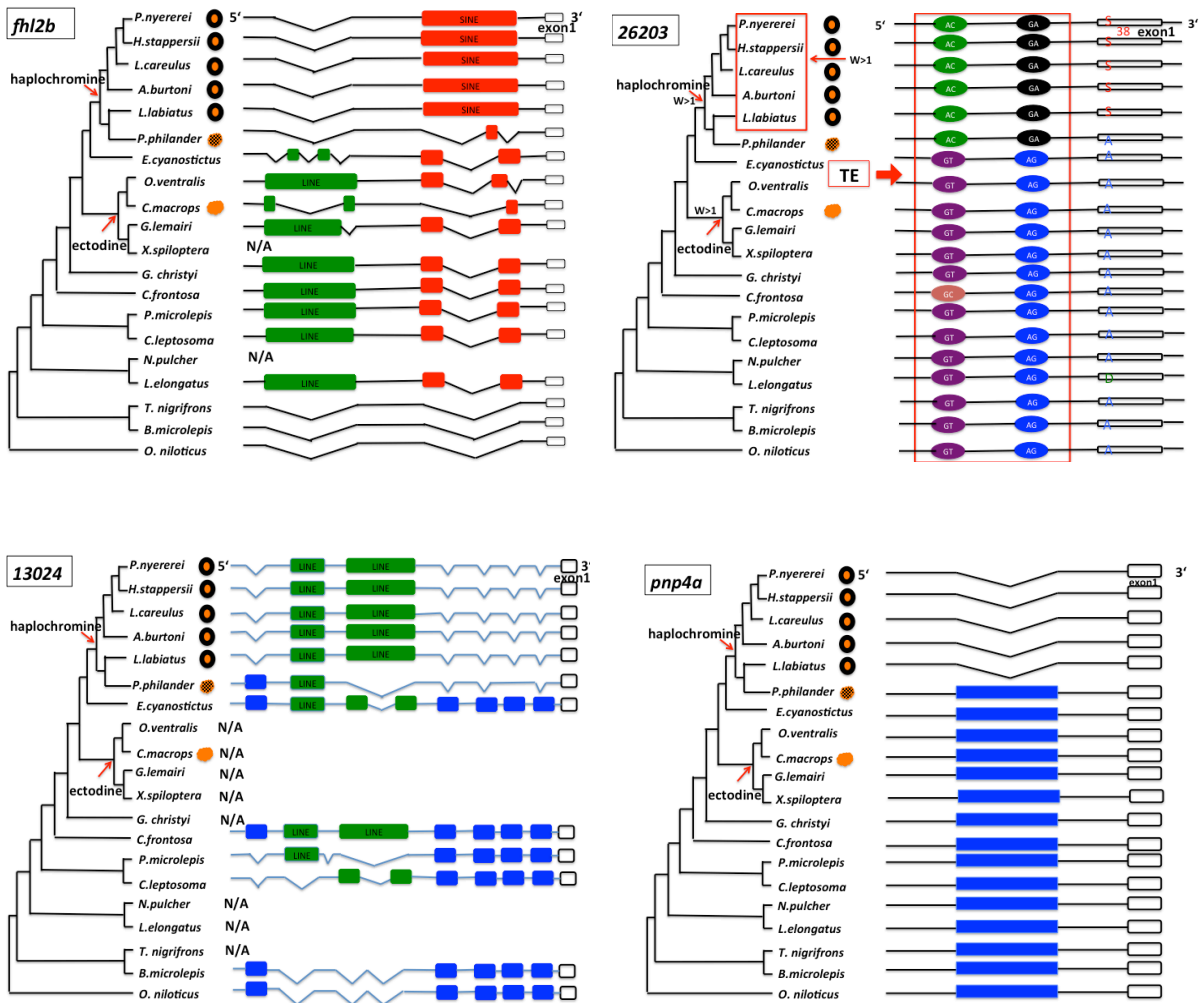 fhl2b
P.nyererei 5‘ SINE 3‘
exon1
H.stappersii SINE
L.careulus SINE
haplochromine
A.burtoni SINE
L.labiatus SINE
P.philander
E.cyanostictus
O.ventralis LINE
C.macrops
G.lemairi LINE
ectodine
X.spiloptera N/A
G. christyi LINE
C.frontosa LINE
P.microlepis LINE
C.leptosoma LINE
N.pulcher N/A
L.elongatus LINE
T. nigrifrons
B.microlepis
O. niloticus
26203
P.nyererei 5‘ AC GA S 3‘
38 exon1
H.stappersii AC GA S
W>1
L.careulus AC GA S
haplochromine
A.burtoni AC GA S
W>1
L.labiatus AC GA S
P.philander AC GA A
E.cyanostictus GT AG A
TE
O.ventralis GT AG A
C.macrops GT AG A
W>1
G.lemairi GT AG A
ectodine
X.spiloptera GT AG A
G. christyi GT AG A
C.frontosa GC AG A
P.microlepis GT AG A
C.leptosoma GT AG A
N.pulcher GT AG A
L.elongatus GT AG D
T. nigrifrons GT AG A
B.microlepis GT AG A
O. niloticus GT AG A
13024
P.nyererei 5‘ LINE LINE 3‘
exon1
H.stappersii LINE LINE
L.careulus LINE LINE
haplochromine
A.burtoni LINE LINE
L.labiatus LINE LINE
P.philander LINE
E.cyanostictus LINE
O.ventralis N/A
C.macrops N/A
G.lemairi N/A
ectodine
X.spiloptera N/A
G. christyi N/A
C.frontosa LINE LINE
P.microlepis LINE
C.leptosoma
N.pulcher N/A
L.elongatus N/A
T. nigrifrons N/A
B.microlepis
O. niloticus
pnp4a
P.nyererei 5‘ 3‘
exon1
H.stappersii
L.careulus
haplochromine
A.burtoni
L.labiatus
P.philander
E.cyanostictus
O.ventralis
C.macrops
G.lemairi
ectodine
X.spiloptera
G. christyi
C.frontosa
P.microlepis
C.leptosoma
N.pulcher
L.elongatus
T. nigrifrons
B.microlepis
O. niloticus